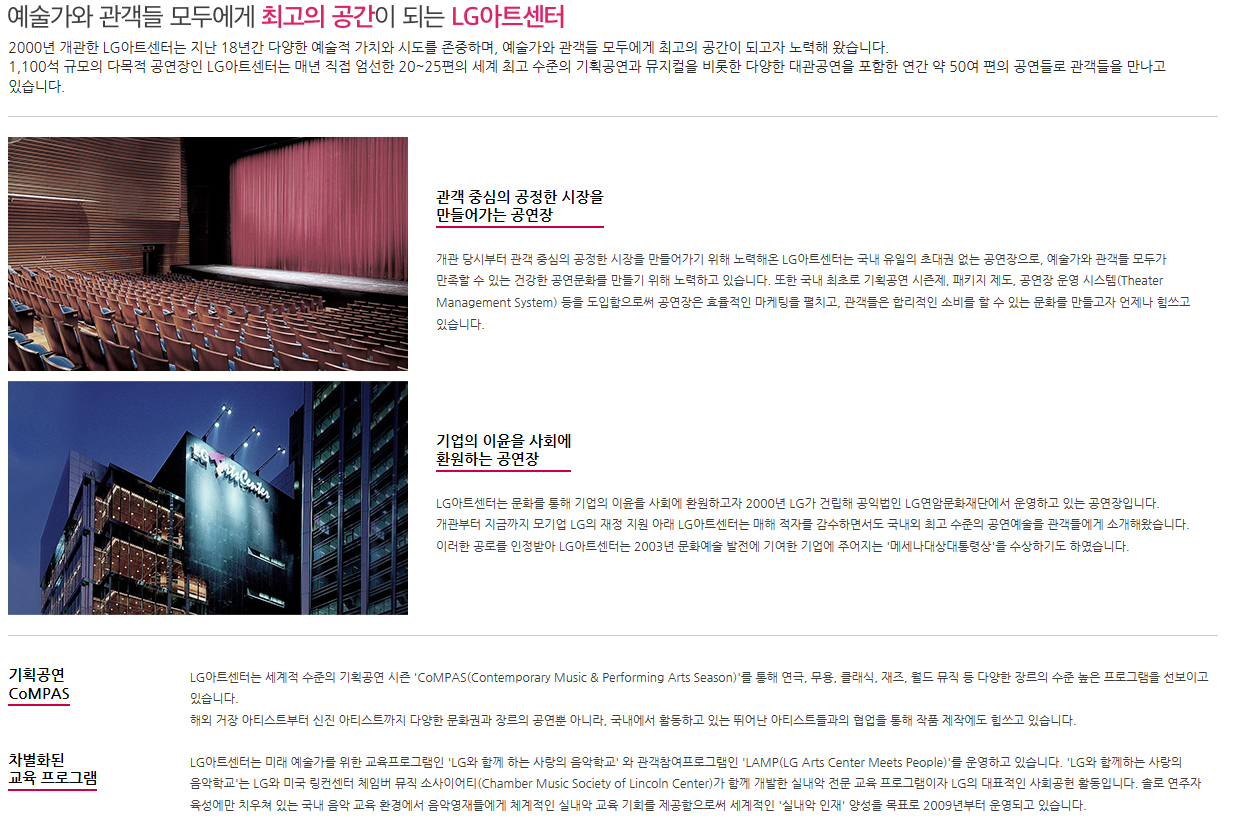 예술가와 관객들 모두에게 최고의 공간이 되는 LG아트센터
2000년 개관한 LG아트센터는 지난 18년간 다양한 예술적 가치와 시도를 존중하며, 예술가와 관객들 모두에게 최고의 공간이 되고자 노력해 왔습니다.
1,100석 규모의 다목적 공연장인 LG아트센터는 매년 직접 엄선한 20~25편의 세계 최고 수준의 기획공연과 뮤지컬을 비롯한 다양한 대관공연을 포함한 연간 약 50여 편의 공연들로 관객들을 만나고
있습니다.
관객 중심의 공정한 시장을
만들어가는 공연장
개관 당시부터 관객 중심의 공정한 시장을 만들어가기 위해 노력해온 LG아트센터는 국내 유일의 초대권 없는 공연장으로, 예술가와 관객들 모두가
만족할 수 있는 건강한 공연문화를 만들기 위해 노력하고 있습니다. 또한 국내 최초로 기획공연 시즌제, 패키지 제도, 공연장 운영 시스템(Theater
Management System) 등을 도입함으로써 공연장은 효율적인 마케팅을 펼치고, 관객들은 합리적인 소비를 할 수 있는 문화를 만들고자 언제나 힘쓰고
있습니다.
LG Arts Center
기업의 이윤을 사회에
환원하는 공연장
LG아트센터는 문화를 통해 기업의 이윤을 사회에 환원하고자 2000년 LG가 건립해 공익법인 LG연암문화재단에서 운영하고 있는 공연장입니다.
개관부터 지금까지 모기업 LG의 재정 지원 아래 LG아트센터는 매해 적자를 감수하면서도 국내외 최고 수준의 공연예술을 관객들에게 소개해왔습니다.
이러한 공로를 인정받아 LG아트센터는 2003년 문화예술 발전에 기여한 기업에 주어지는 '메세나대상대통령상'을 수상하기도 하였습니다.
기획공연
CoMPAS
LG아트센터는 세계적 수준의 기획공연 시즌 'CoMPAS(Contemporary Music & Performing Arts Season)'를 통해 연극, 무용, 클래식, 재즈, 월드 뮤직 등 다양한 장르의 수준 높은 프로그램을 선보이고
있습니다.
해외 거장 아티스트부터 신진 아티스트까지 다양한 문화권과 장르의 공연뿐 아니라, 국내에서 활동하고 있는 뛰어난 아티스트들과의 협업을 통해 작품 제작에도 힘쓰고 있습니다.
차별화된
교육 프로그램
LG아트센터는 미래 예술가를 위한 교육프로그램인 'LG와 함께 하는 사랑의 음악학교' 와 관객참여프로그램인 'LAMP(LG Arts Center Meets People)'를 운영하고 있습니다. 'LG와 함께하는 사랑의
음악학교'는 LG와 미국 링컨센터 체임버 뮤직 소사이어티(Chamber Music Society of Lincoln Center)가 함께 개발한 실내악 전문 교육 프로그램이자 LG의 대표적인 사회공헌 활동입니다. 솔로 연주자
육성에만 치우쳐 있는 국내 음악 교육 환경에서 음악영재들에게 체계적인 실내악 교육 기회를 제공함으로써 세계적인 '실내악 인재' 양성을 목표로 2009년부터 운영되고 있습니다.